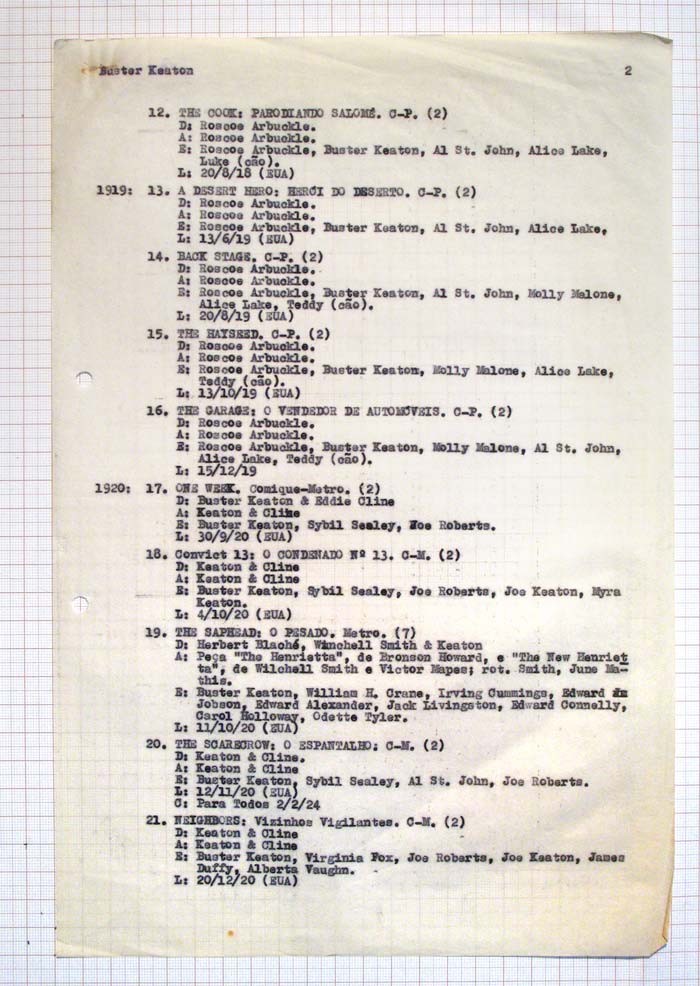 Buster Keaton 2
12. THE COOK: PARODIANDO SALOMÉ. C-P. (2)
D: Roscoe Arbuckle.
A: Roscoe Arbuckle.
E: Roscoe Arbuckle, Buster Keaton, Al St. John, Alice Lake,
Luke (cão).
L: 20/8/18 (EUA)
1919: 13. A DESERT HERO: HERÓI DO DESERTO. C-P. (2)
D: Roscoe Arbuckle.
A: Roscoe Arbuckle.
E: Roscoe Arbuckle, Buster Keaton, Al St. John, Alice Lake,
L: 13/6/19 (EUA)
14. BACK STAGE. C-P. (2)
D: Roscoe Arbuckle.
A: Roscoe Arbuckle.
E: Roscoe Arbuckle, Buster Keaton, Al St. John, Molly Malone,
Alice Lake, Teddy (cão).
L: 20/8/19 (EUA)
15. THE HAYSEED. C-P. (2)
D: Roscoe Arbuckle.
A: Roscoe Arbuckle.
E: Roscoe Arbuckle, Buster Keaton, Molly Malone, Alice Lake,
Teddy (cão).
L: 13/10/19 (EUA)
16. THE GARAGE: O VENDEDOR DE AUTOMÓVEIS. C-P. (2)
D: Roscoe Arbuckle.
A: Roscoe Arbuckle.
E: Roscoe Arbuckle, Buster Keaton, Molly Malone, Al St. John,
Alice Lake, Teddy (cão).
L: 15/12/19
1920: 17. ONE WEEK. Comique-Metro. (2)
D: Buster Keaton & Eddie Cline
A: Keaton & Cline
E: Buster Keaton, Sybil Sealey, Joe Roberts.
L: 30/9/20 (EUA)
18. Convict 13: O CONDENADO Nº 13. C-M. (2)
D: Keaton & Cline
A: Keaton & Cline
E: Buster Keaton, Sybil Sealey, Joe Roberts, Joe Keaton, Myra
Keaton.
L: 4/10/20 (EUA)
19. THE SAPHEAD: O PESADO. Metro. (7)
D: Herbert Blaché, Winchell Smith & Keaton
A: Peça "The Henrietta", de Bronson Howard, e "The New Henriet
ta", de Wilchell Smith e Victor Mapes; rot. Smith, June Ma-
this.
E: Buster Keaton, William H. Crane, Irving Cummings, Edward
Jobson, Edward Alexander, Jack Livingston, Edward Connelly,
Carol Holloway, Odette Tyler.
L: 11/10/20 (EUA)
20. THE SCARECROW: O ESPANTALHO: C-M. (2)
D: Keaton & Cline.
A: Keaton & Cline
E: Buster Keaton, Sybil Sealey, Al St. John, Joe Roberts.
L: 12/11/20 (EUA)
C: Para Todos 2/2/24
21. NEIGHBORS: Vizinhos Vigilantes. C-M. (2)
D: Keaton & Cline
A: Keaton & Cline
E: Buster Keaton, Virginia Fox, Joe Roberts, Joe Keaton, James
Duffy, Alberta Vaughn.
L: 20/12/20 (EUA)